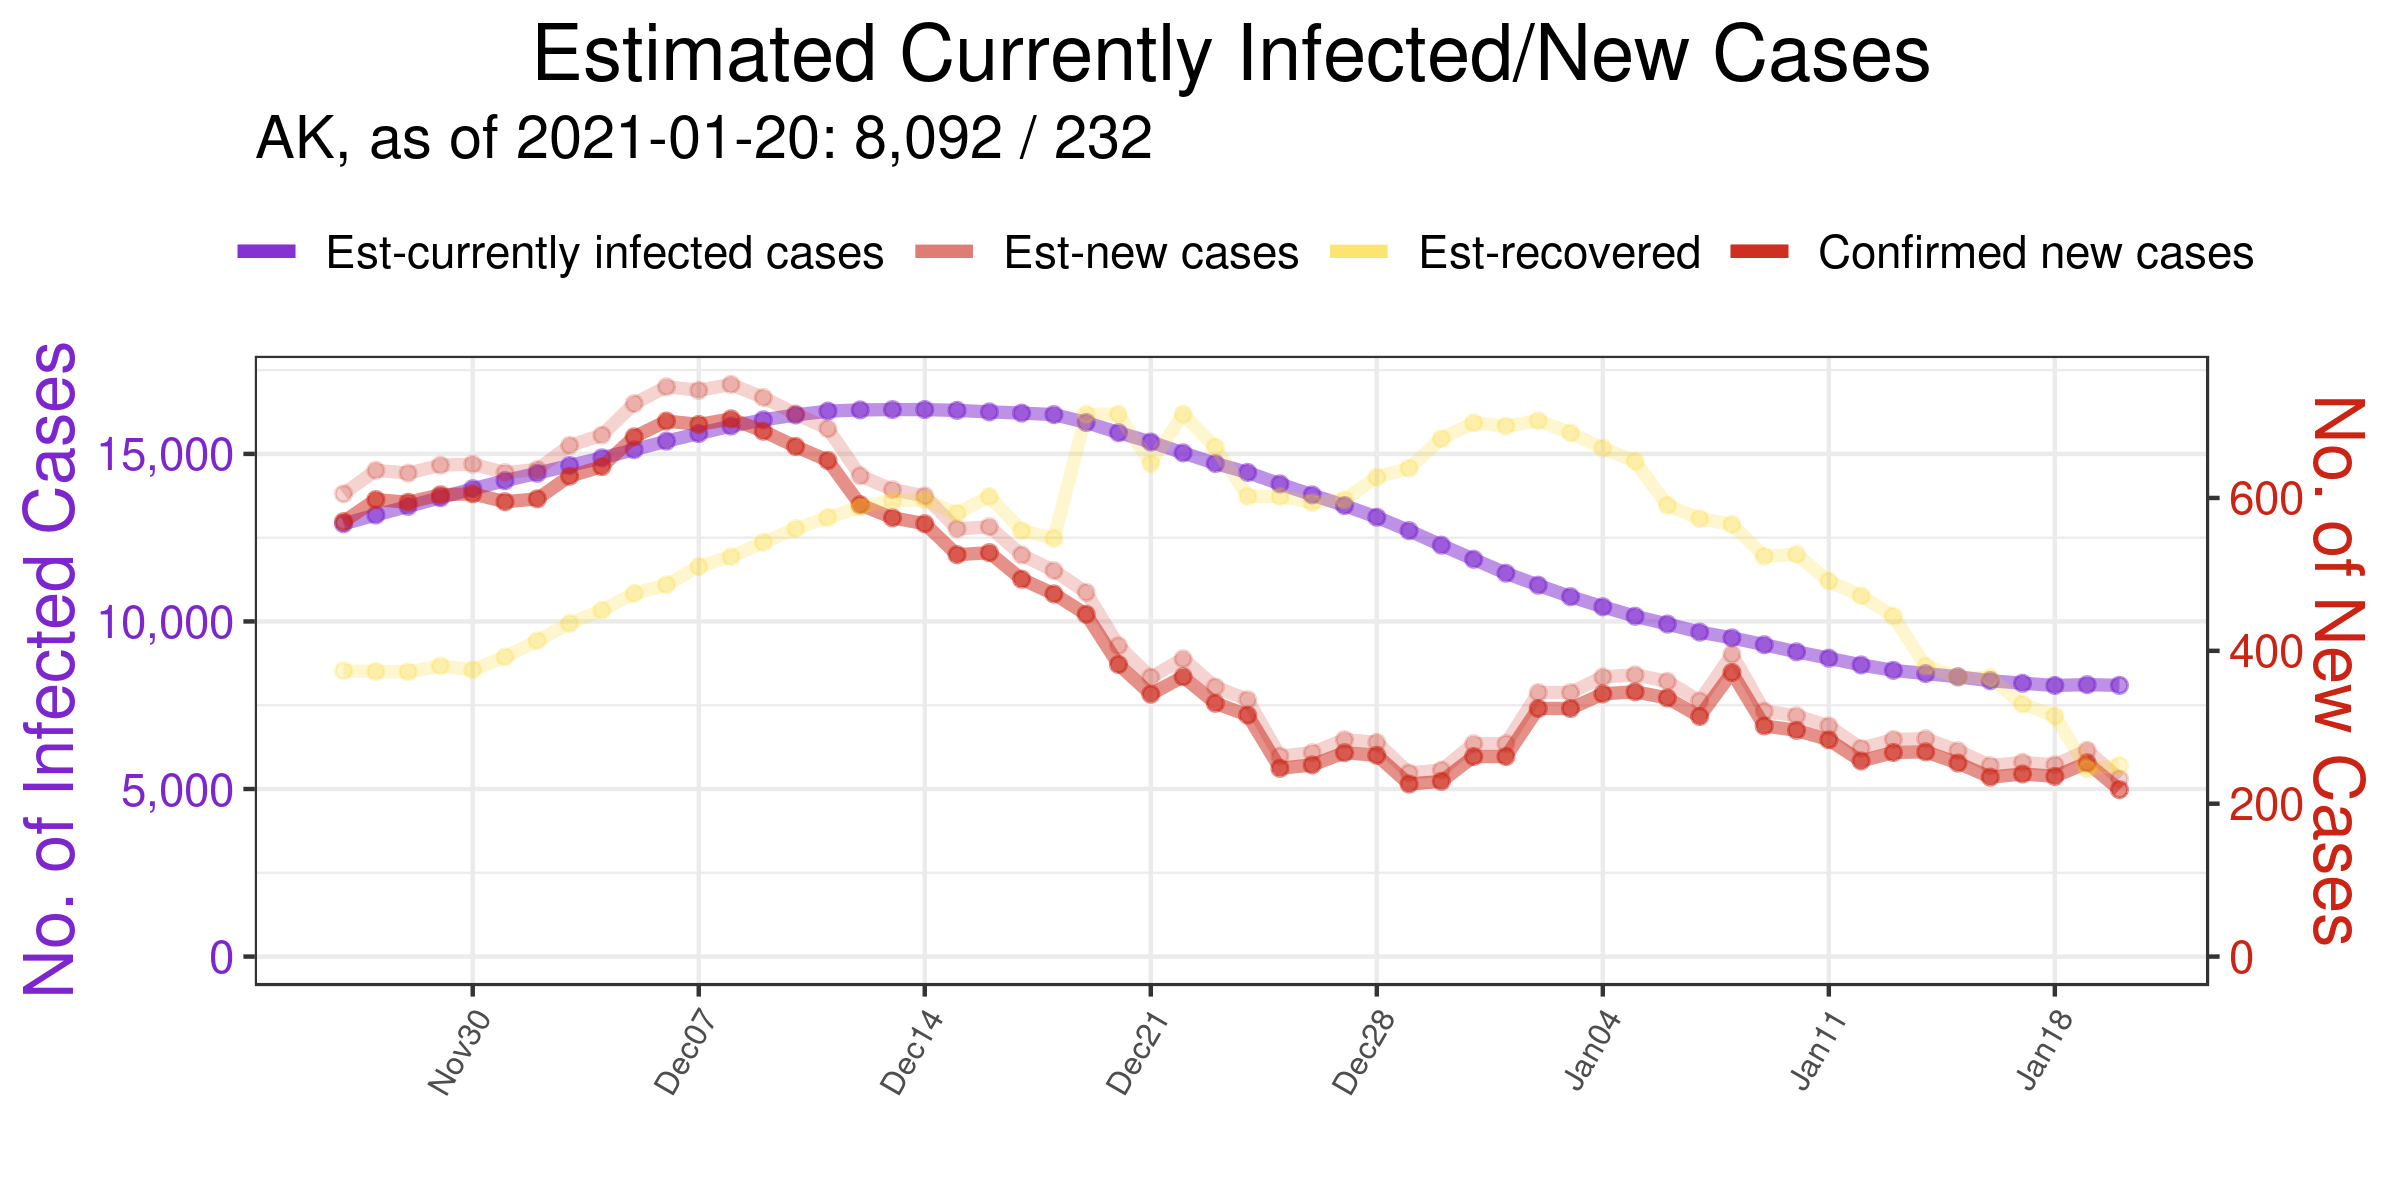 Estimated Currently Infected/New Cases
AK, as of 2021-01-20: 8,092 / 232
Est-currently infected cases
Est-new cases
Est-recovered
Confirmed new cases
No. of Infected Cases
15,000
10,000
5,000
0
No. of New Cases
600
400
200
0
Nov30
Dec07
Dec14
Dec21
Dec28
Jan04
Jan11
Jan18